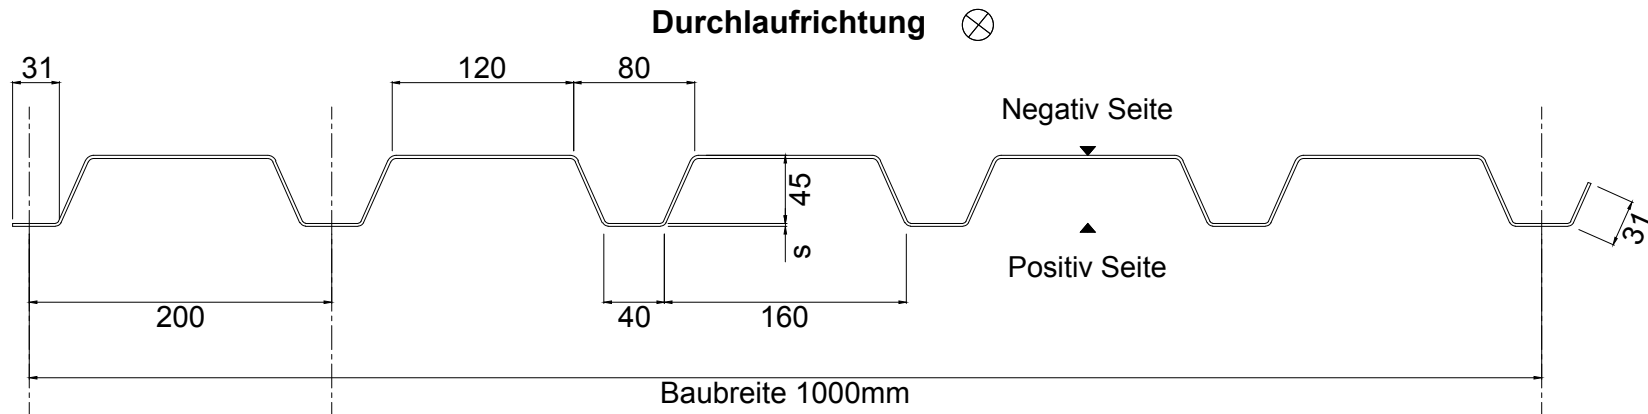 Durchlaufrichtung
31
120
80
Negativ Seite
45
s
31
Positiv Seite
200
40
160
Baubreite 1000mm